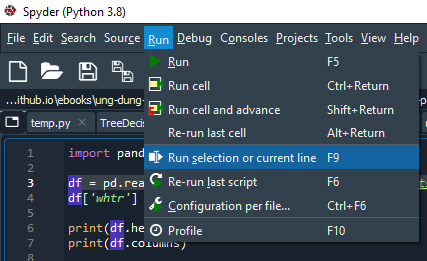 Spyder (Python 3.8)
File Edit Search Source Run Debug Consoles Projects Tools View Help
Run F5
Run cell Ctrl+Return
Run cell and advance Shift+Return
Re-run last cell Alt+Return
Run selection or current line F9
Re-run last script F6
Configuration per file... Ctrl+F6
Profile F10
...ithub.io\ebooks\ung-dung
temp.py TreeDecis
1 import pand
2
3 df = pd.rea
4 df['whtr']
5
6 print(df.he
7 print(df.columns)